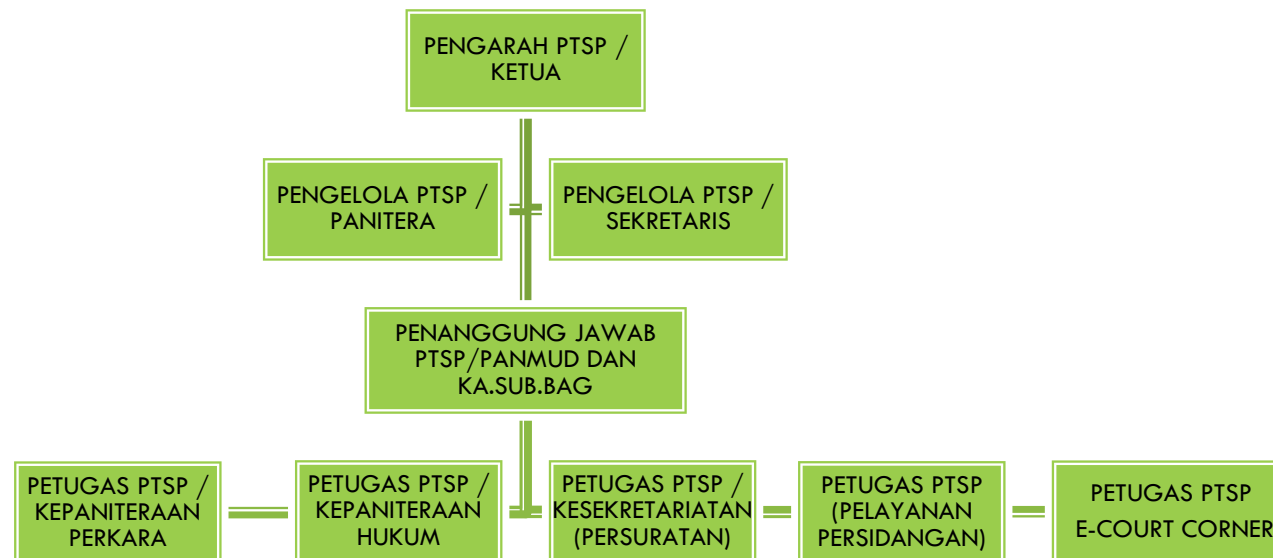 PENGARAH PTSP /
KETUA
PENGELOLA PTSP /
PANITERA
PENGELOLA PTSP /
SEKRETARIS
PENANGGUNG JAWAB
PTSP/PANMUD DAN
KA.SUB.BAG
PETUGAS PTSP /
KEPANITERAAN
PERKARA
PETUGAS PTSP /
KEPANITERAAN
HUKUM
PETUGAS PTSP /
KESEKRETARIATAN
(PERSURATAN)
PETUGAS PTSP
(PELAYANAN
PERSIDANGAN)
PETUGAS PTSP
E-COURT CORNER